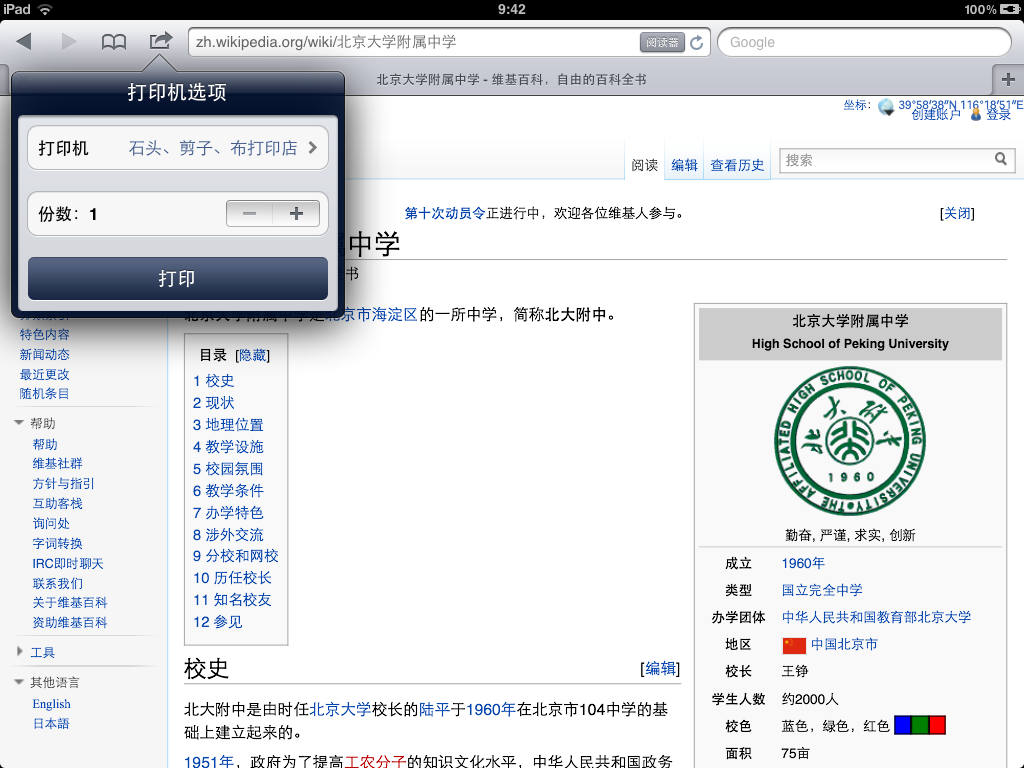 iPad 9:42 100%
zh.wikipedia.org/wiki/北京大学附属中学 阅读器 Google
北京大学附属中学 - 维基百科，自由的百科全书
打印机选项
打印机 石头、剪子、布打印店
份数：1
打印
坐标： 39°58′38″N 116°18′51″E
创建账户 登录
阅读 编辑 查看历史 搜索
第十次动员令正进行中，欢迎各位维基人参与。 [关闭]
中学
书
北京大学附属中学是北京市海淀区的一所中学，简称北大附中。
特色内容
新闻动态
最近更改
随机条目
帮助
帮助
维基社群
方针与指引
互助客栈
询问处
字词转换
IRC即时聊天
联系我们
关于维基百科
资助维基百科
工具
其他语言
English
日本語
目录 [隐藏]
1 校史
2 现状
3 地理位置
4 教学设施
5 校园氛围
6 教学条件
7 办学特色
8 涉外交流
9 分校和网校
10 历任校长
11 知名校友
12 参见
校史 [编辑]
北大附中是由时任北京大学校长的陆平于1960年在北京市104中学的基
础上建立起来的。
1951年，政府为了提高工农分子的知识文化水平，中华人民共和国政务
北京大学附属中学
High School of Peking University
THE AFFILIATED HIGH SCHOOL OF PEKING UNIVERSITY
北大附中
1960
勤奋, 严谨, 求实, 创新
成立 1960年
类型 国立完全中学
办学团体 中华人民共和国教育部北京大学
地区 中国北京市
校长 王铮
学生人数 约2000人
校色 蓝色，绿色，红色
面积 75亩